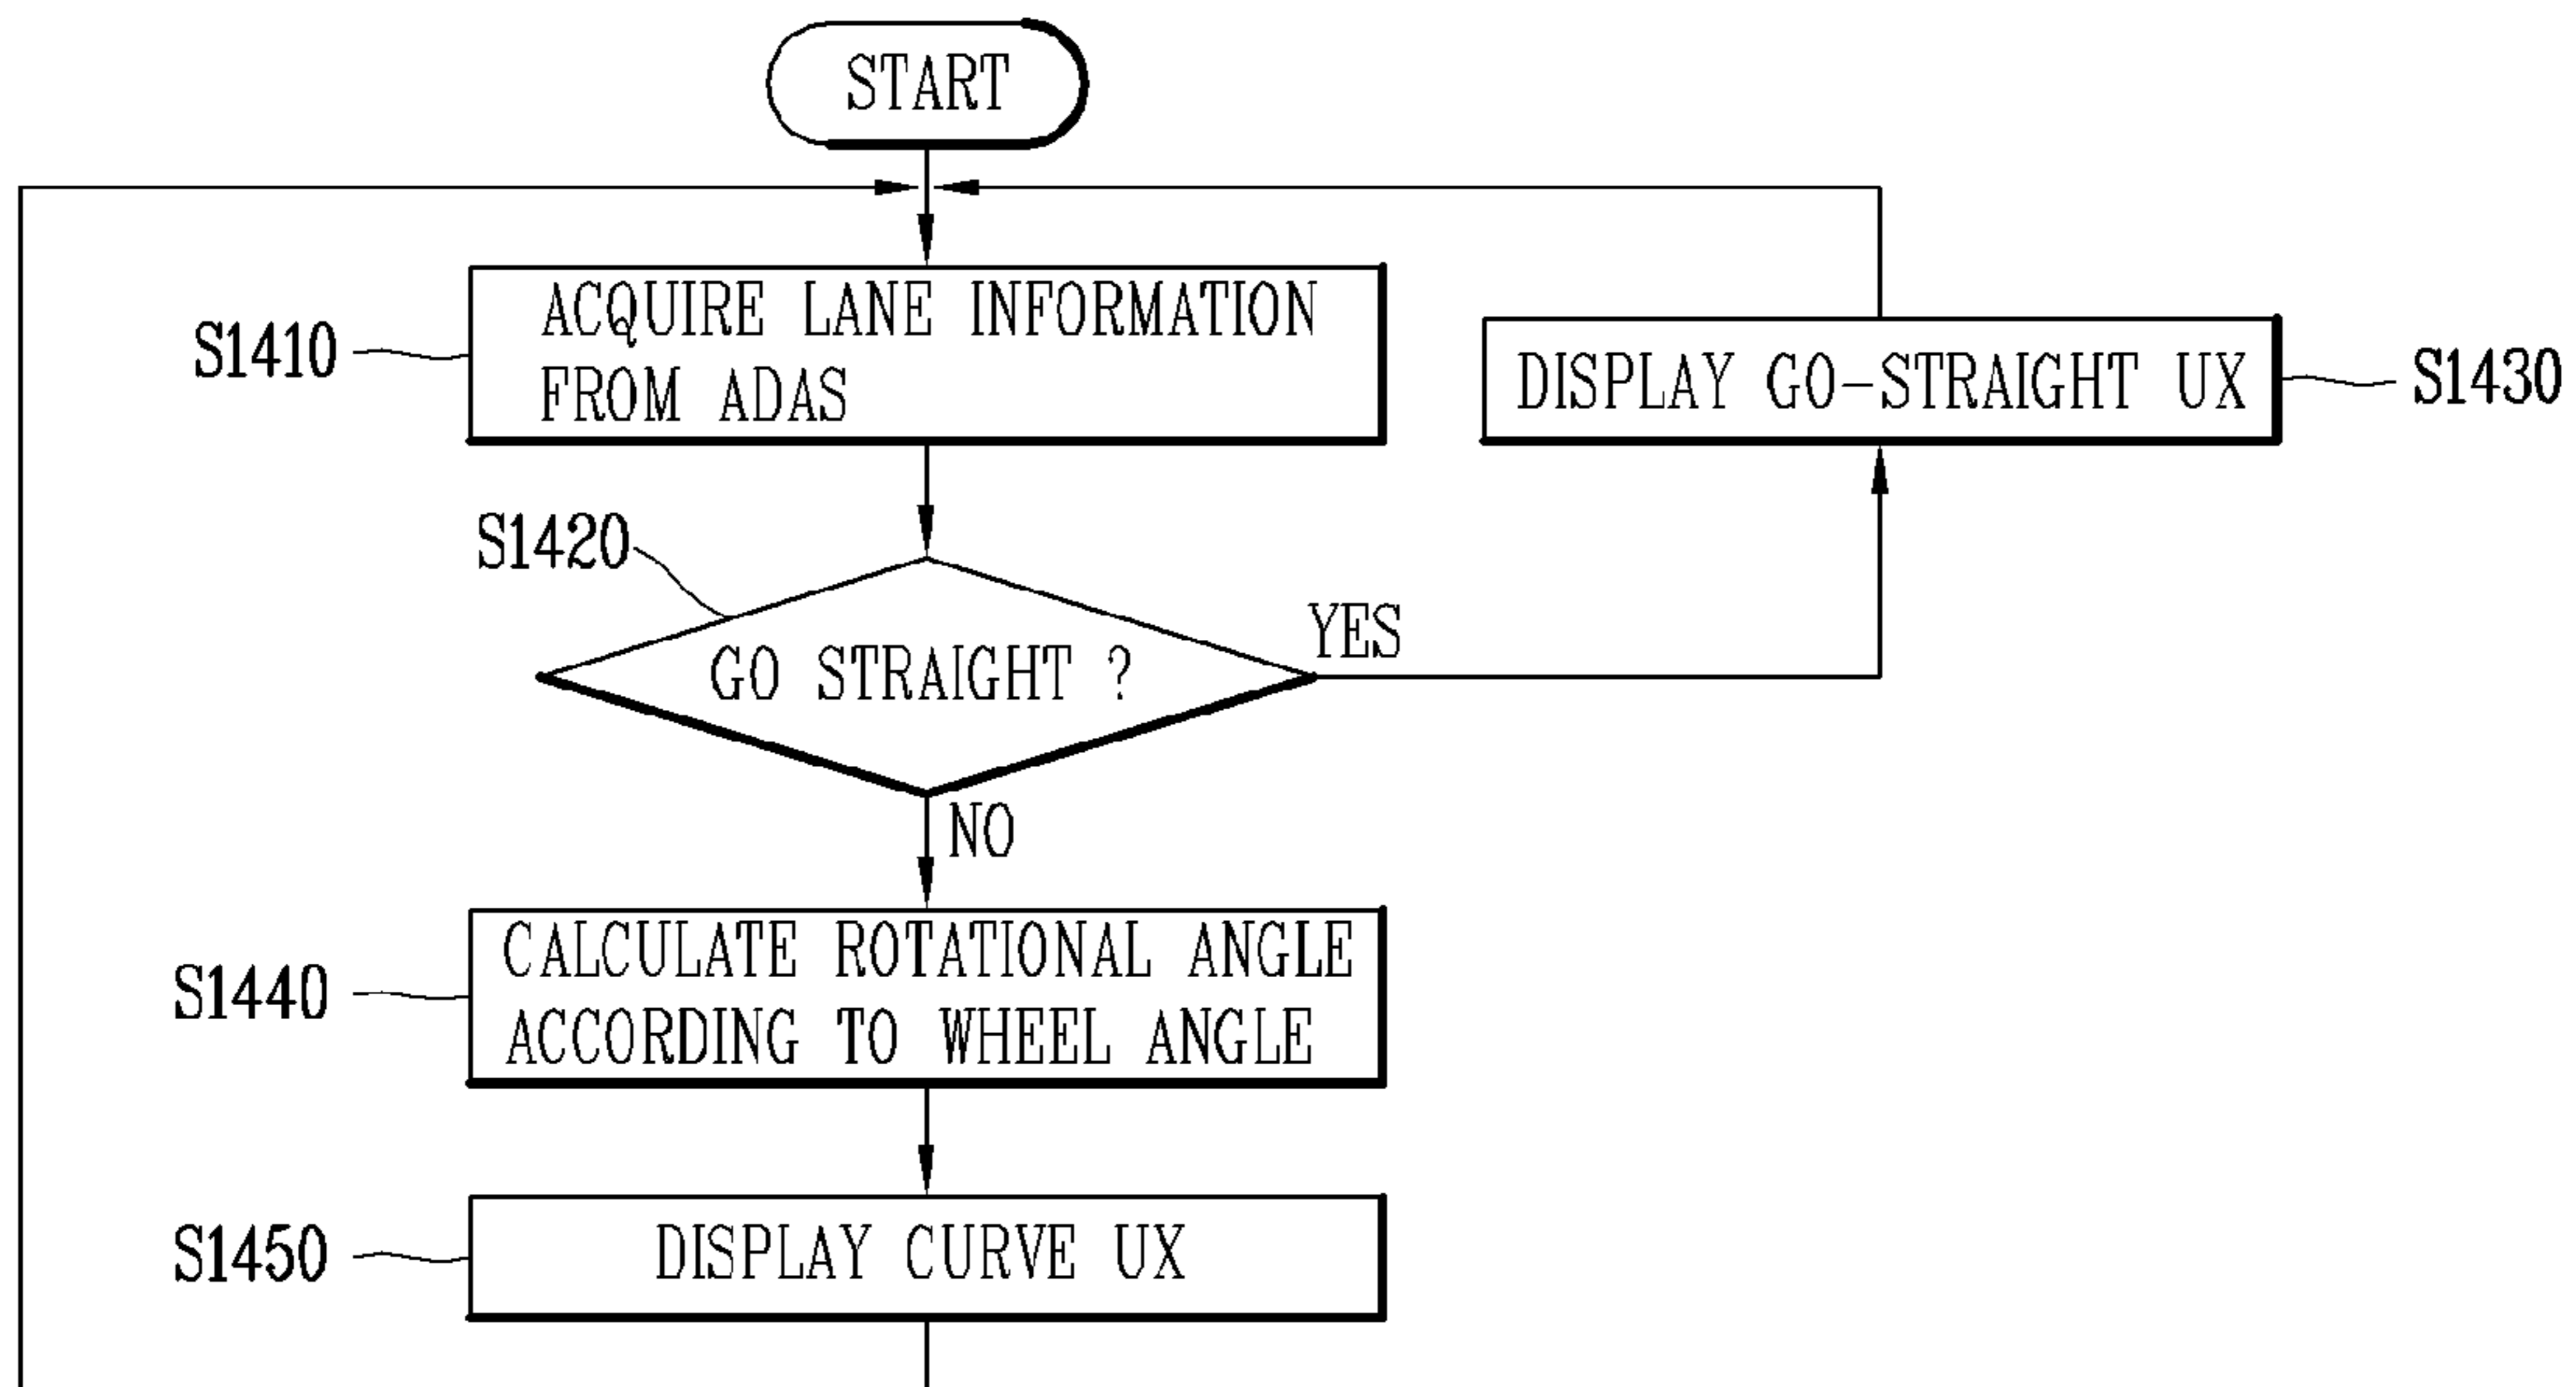 START
S1410
ACQUIRE LANE INFORMATION
FROM ADAS
DISPLAY GO-STRAIGHT UX
S1430
S1420
GO STRAIGHT ?
YES
NO
S1440
CALCULATE ROTATIONAL ANGLE
ACCORDING TO WHEEL ANGLE
S1450
DISPLAY CURVE UX